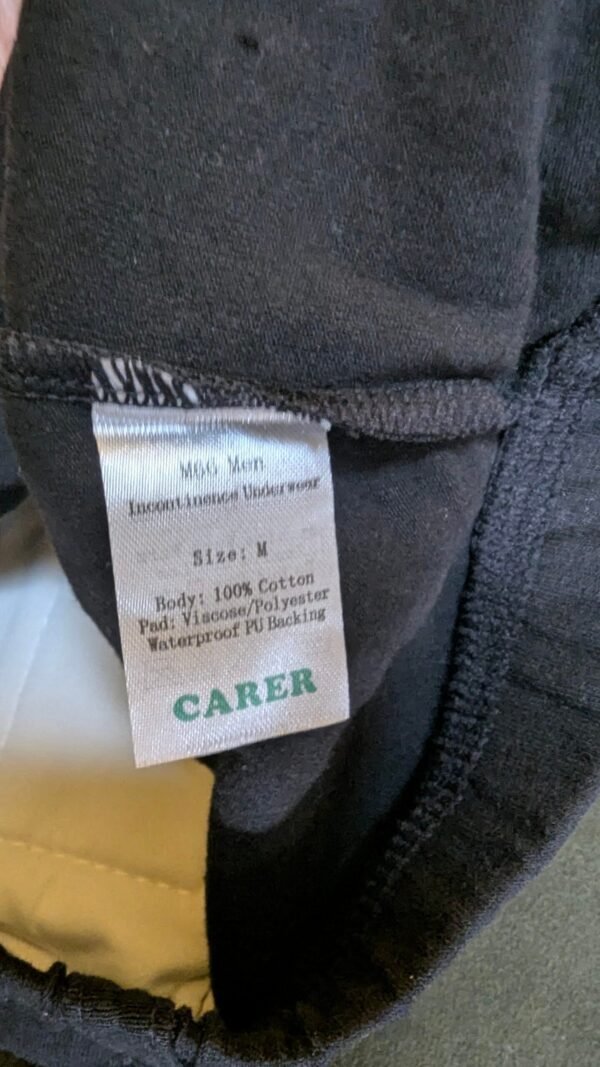 M66 Men
Incontinence Underwear
Size: M
Body: 100% Cotton
Pad: Viscose/Polyester
Waterproof PU Backing
CARER